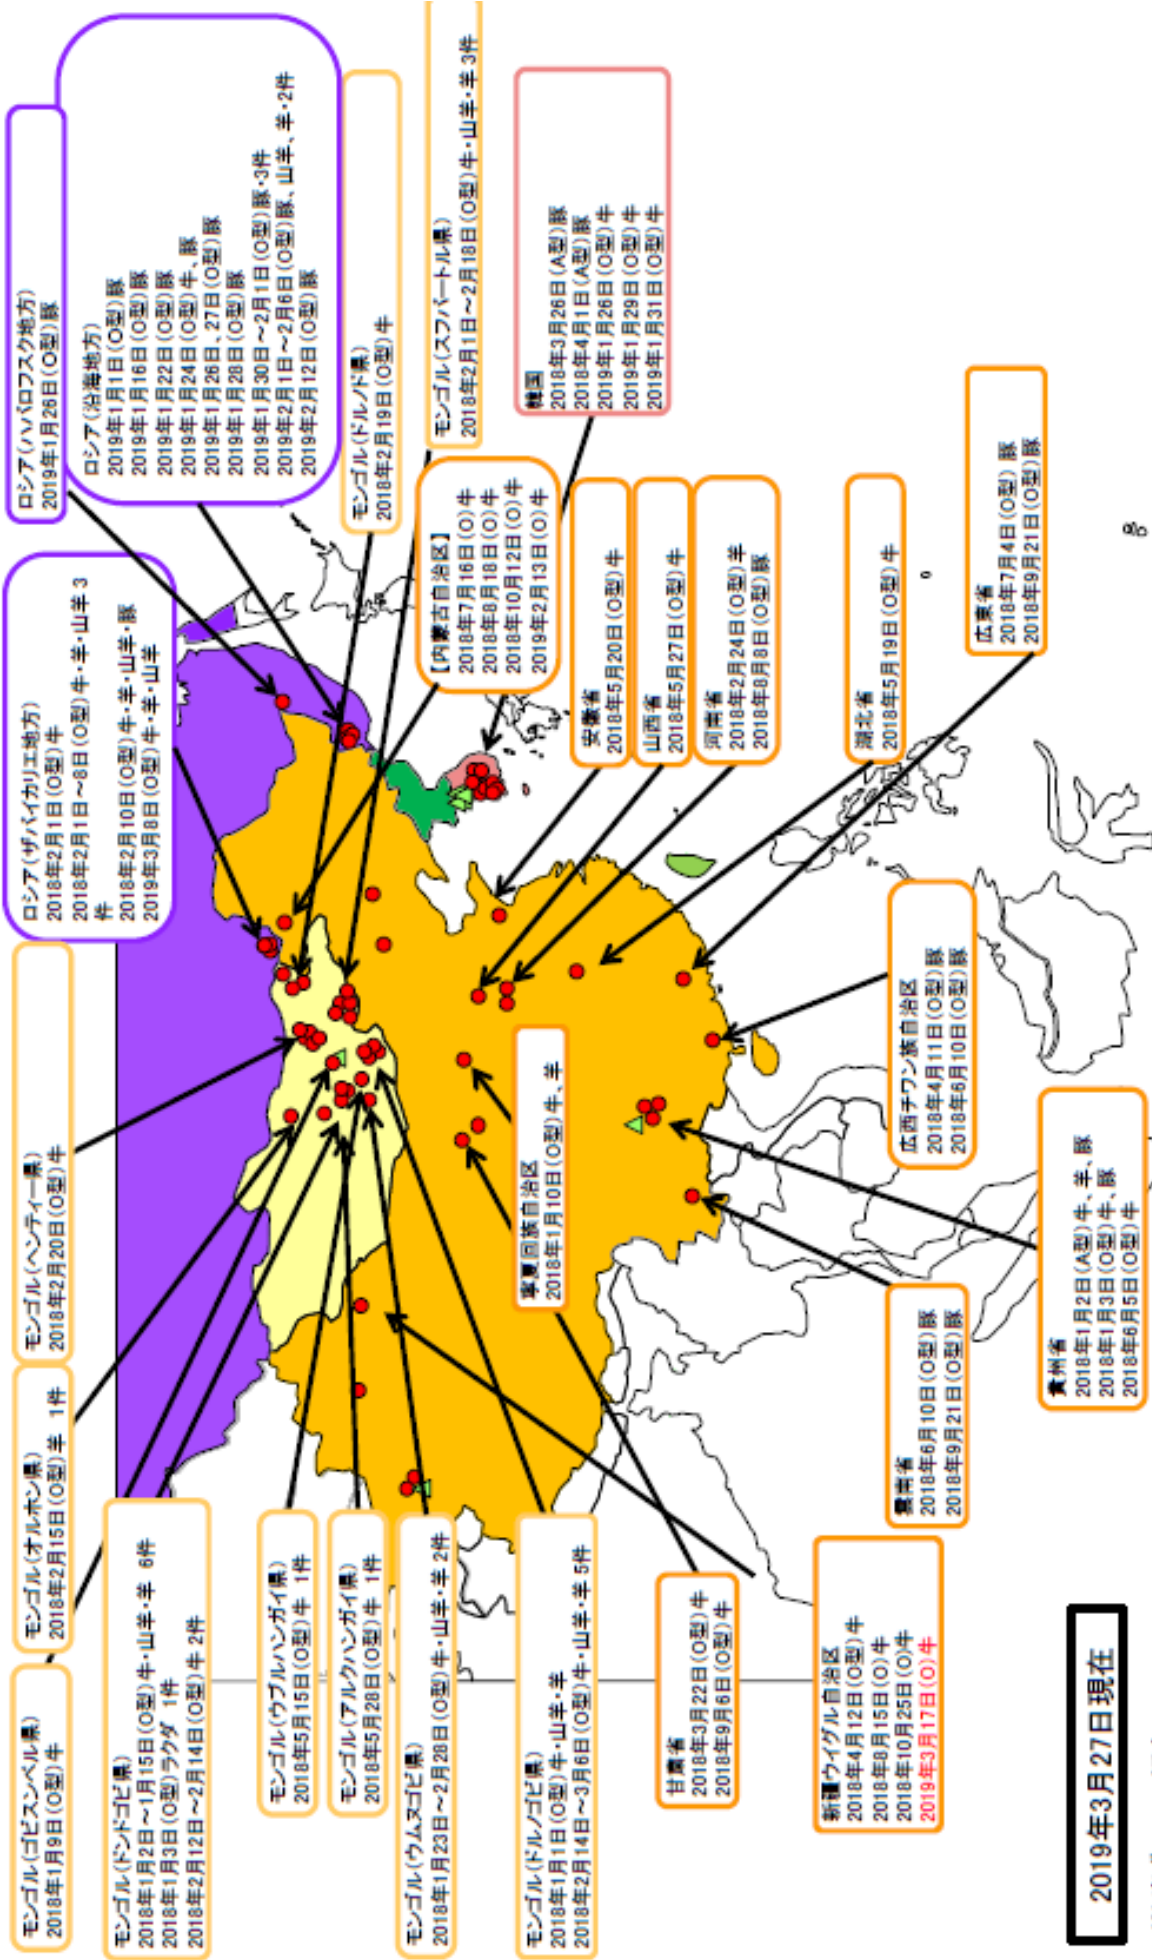 モンゴル(ゴビスンベル県)
2018年1月9日(O型)牛
モンゴル(オルホン県)
2018年2月15日(O型)羊 1件
モンゴル(ヘンティー県)
2018年2月20日(O型)牛
ロシア(ザバイカリエ地方)
2018年2月1日(O型)牛
2018年2月1日~8日(O型)牛・羊・山羊 3
件
2018年2月10日(O型)牛・羊・山羊・豚
2019年3月8日(O型)牛・羊・山羊
ロシア(ハバロフスク地方)
2019年1月26日(O型)豚
ロシア(沿海地方)
2019年1月1日(O型)豚
2019年1月16日(O型)豚
2019年1月22日(O型)豚
2019年1月24日(O型)牛、豚
2019年1月26日、27日(O型)豚
2019年1月28日(O型)豚
2019年1月30日~2月1日(O型)豚・3件
2019年2月1日~2月6日(O型)豚、山羊、羊・2件
2019年2月12日(O型)豚
モンゴル(ドンドゴビ県)
2018年1月2日~1月15日(O型)牛・山羊・羊 6件
2018年1月3日(O型)ラクダ 1件
2018年2月12日~2月14日(O型)牛 2件
モンゴル(ドルノド県)
2018年2月19日(O型)牛
モンゴル(スフバートル県)
2018年2月1日~2月18日(O型)牛・山羊・羊 3件
モンゴル(ウブルハンガイ県)
2018年5月15日(O型)牛 1件
モンゴル(アルクハンガイ県)
2018年5月28日(O型)牛 1件
モンゴル(ウムヌゴビ県)
2018年1月23日~2月28日(O型)牛・山羊・羊 2件
【内蒙古自治区】
2018年7月16日(O)牛
2018年8月18日(O)牛
2018年10月12日(O)牛
2019年2月13日(O)牛
韓国
2018年3月26日(A型)豚
2018年4月1日(A型)豚
2019年1月26日(O型)牛
2019年1月29日(O型)牛
2019年1月31日(O型)牛
モンゴル(ドルノゴビ県)
2018年1月1日(O型)牛・山羊・羊
2018年2月14日~3月6日(O型)牛・山羊・羊 5件
寧夏回族自治区
2018年1月10日(O型)牛、羊
安徽省
2018年5月20日(O型)牛
山西省
2018年5月27日(O型)牛
河南省
2018年2月24日(O型)羊
2018年8月8日(O型)豚
甘粛省
2018年3月22日(O型)牛
2018年9月6日(O型)牛
新疆ウイグル自治区
2018年4月12日(O型)牛
2018年8月15日(O)牛
2018年10月25日(O)牛
2019年3月17日(O)牛
雲南省
2018年6月10日(O型)豚
2018年9月21日(O型)豚
広西チワン族自治区
2018年4月11日(O型)豚
2018年6月10日(O型)豚
湖北省
2018年5月19日(O型)牛
広東省
2018年7月4日(O型)豚
2018年9月21日(O型)豚
貴州省
2018年1月2日(A型)牛、羊、豚
2018年1月3日(O型)牛、豚
2018年6月5日(O型)牛
2019年3月27日現在